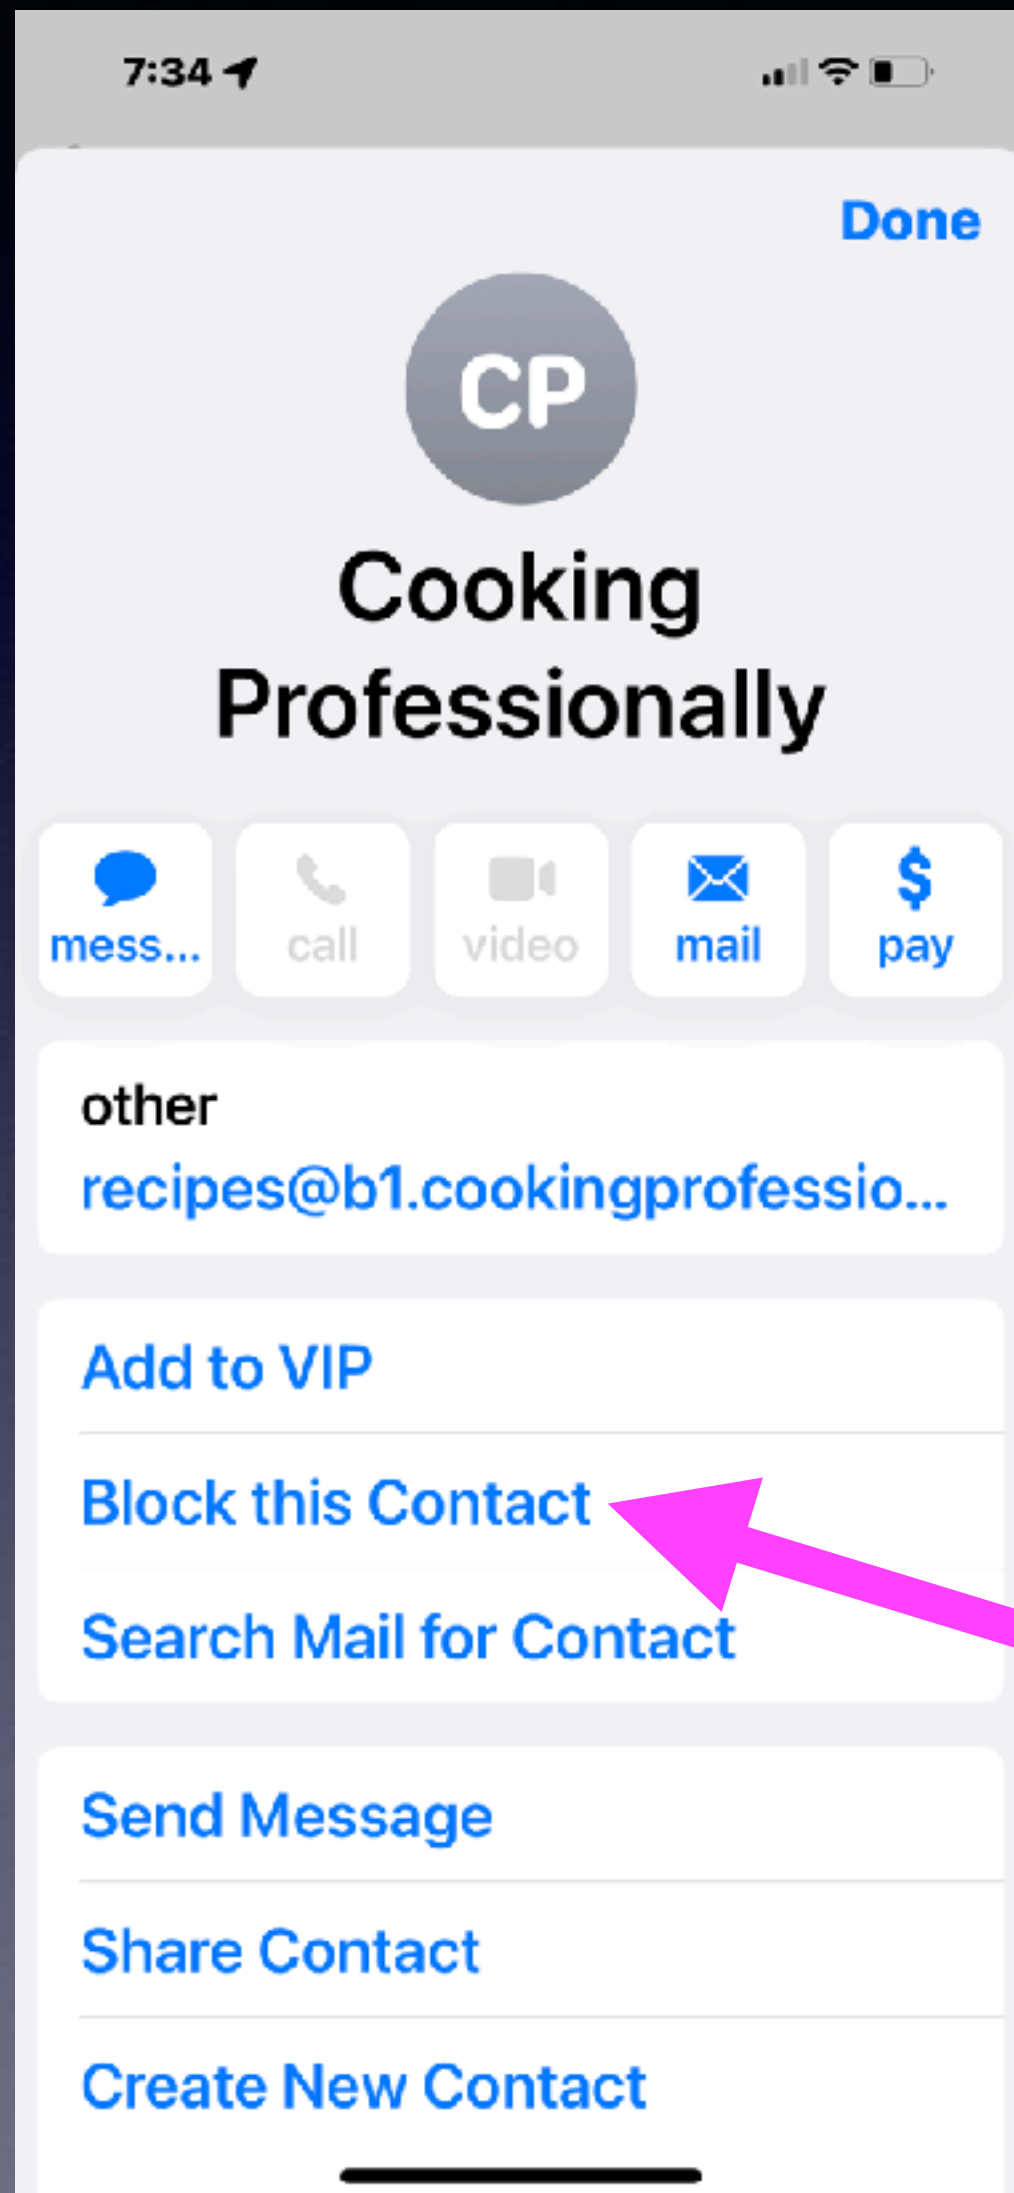 7:34
Done
CP
Cooking
Professionally
mess...
call
video
mail
pay
other
recipes@b1.cookingprofessio...
Add to VIP
Block this Contact
Search Mail for Contact
Send Message
Share Contact
Create New Contact